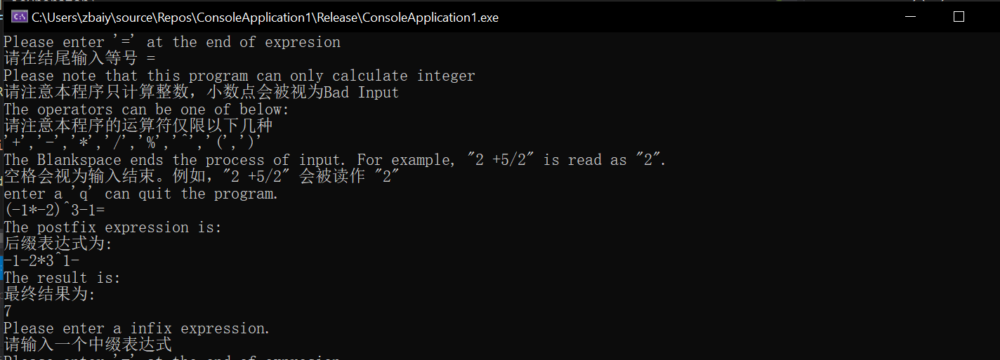 C:\Users\zbaiy\source\Repos\ConsoleApplication1\Release\ConsoleApplication1.exe
Please enter '=' at the end of expresion
请在结尾输入等号 =
Please note that this program can only calculate integer
请注意本程序只计算整数，小数点会被视为Bad Input
The operators can be one of below:
请注意本程序的运算符仅限以下几种
'+','-','*','/','%','^','(',')'
The Blankspace ends the process of input. For example, "2 +5/2" is read as "2".
空格会视为输入结束。例如，"2 +5/2" 会被读作 "2"
enter a 'q' can quit the program.
(-1*-2)^3-1=
The postfix expression is:
后缀表达式为:
-1-2*3^1-
The result is:
最终结果为:
7
Please enter a infix expression.
请输入一个中缀表达式
Please enter '=' at the end of expresion